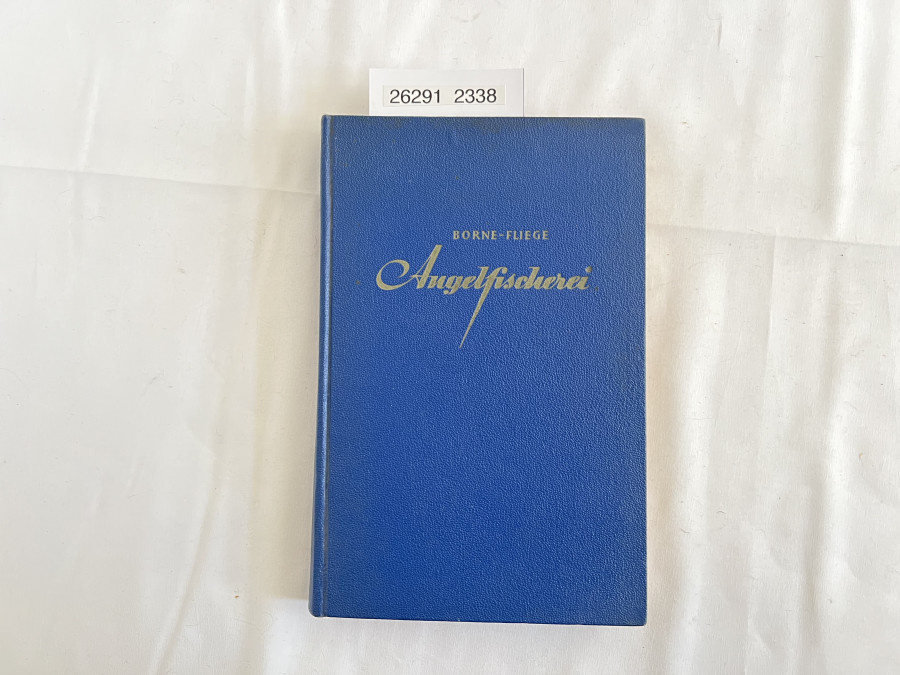 26291 2338
BORNE-FLIEGE
Angelfischerei